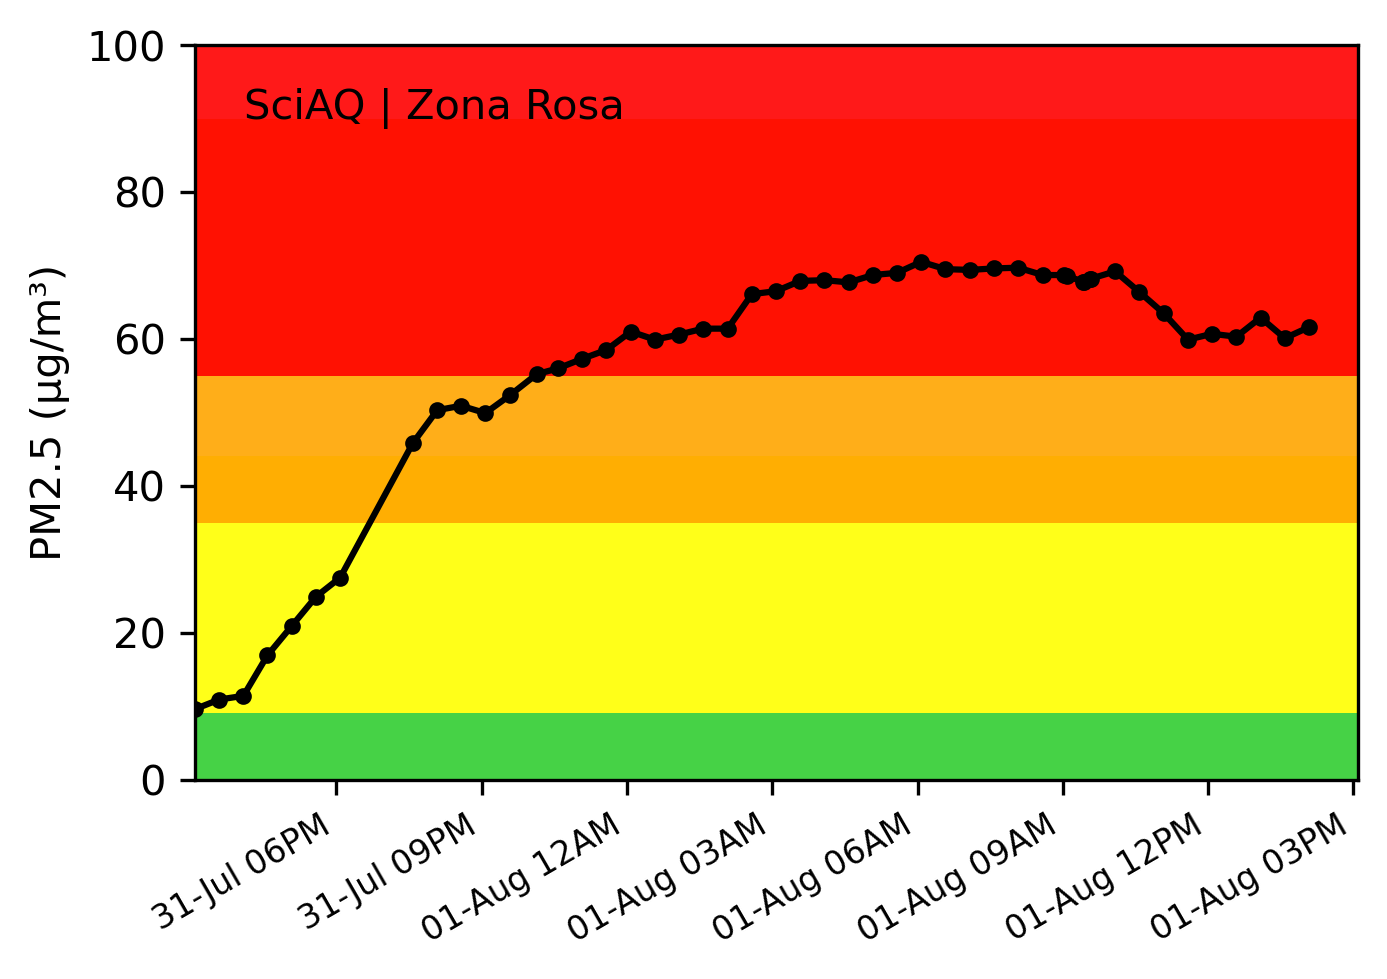 SciAQ | Zona Rosa
PM2.5 (µg/m³)
100
80
60
40
20
0
31-Jul 06PM
31-Jul 09PM
01-Aug 12AM
01-Aug 03AM
01-Aug 06AM
01-Aug 09AM
01-Aug 12PM
01-Aug 03PM